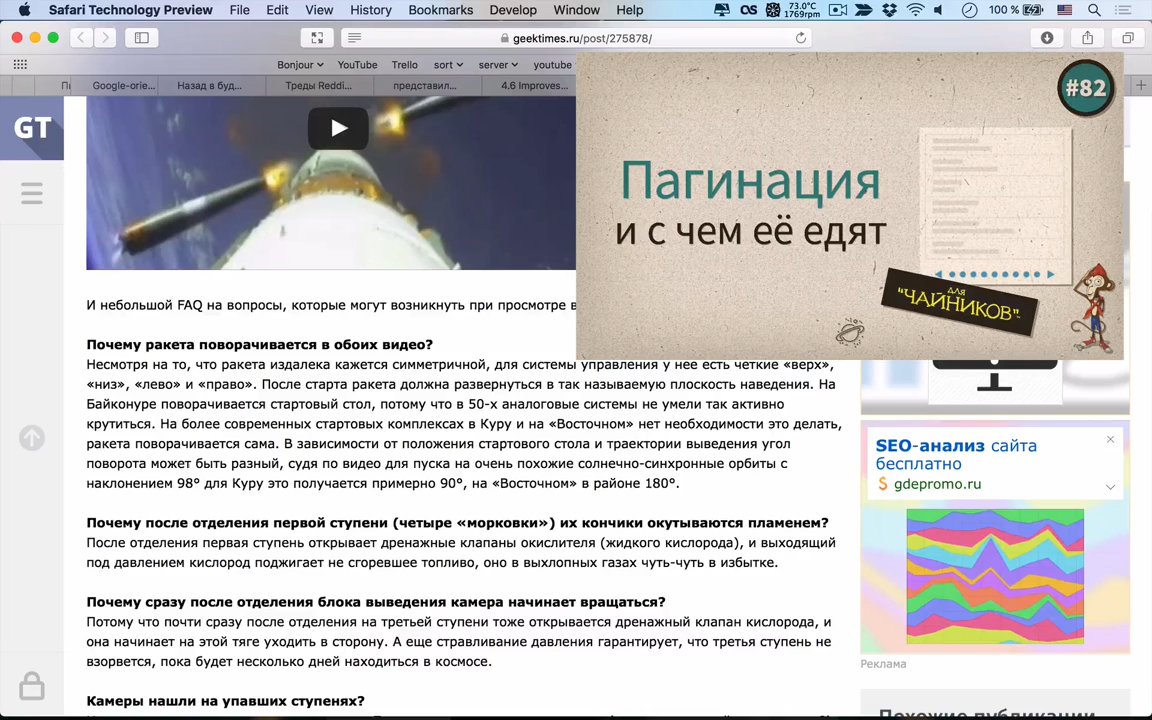 Safari Technology Preview File Edit View History Bookmarks Develop Window Help
73.0°C
1769rpm
100 %
geektimes.ru/post/275878/
Bonjour YouTube Trello sort server youtube
Google-orie... Назад в буд... Треды Reddi... представил... 4.6 Improves...
GT
#82
Пагинация
и с чем её едят
ДЛЯ
"ЧАЙНИКОВ"
И небольшой FAQ на вопросы, которые могут возникнуть при просмотре
Почему ракета поворачивается в обоих видео?
Несмотря на то, что ракета издалека кажется симметричной, для системы управления у неё есть четкие «верх»,
«низ», «лево» и «право». После старта ракета должна развернуться в так называемую плоскость наведения. На
Байконуре поворачивается стартовый стол, потому что в 50-х аналоговые системы не умели так активно
крутиться. На более современных стартовых комплексах в Куру и на «Восточном» нет необходимости это делать,
ракета поворачивается сама. В зависимости от положения стартового стола и траектории выведения угол
поворота может быть разный, судя по видео для пуска на очень похожие солнечно-синхронные орбиты с
наклонением 98° для Куру это получается примерно 90°, на «Восточном» в районе 180°.
Почему после отделения первой ступени (четыре «морковки») их кончики окутываются пламенем?
После отделения первая ступень открывает дренажные клапаны окислителя (жидкого кислорода), и выходящий
под давлением кислород поджигает не сгоревшее топливо, оно в выхлопных газах чуть-чуть в избытке.
Почему сразу после отделения блока выведения камера начинает вращаться?
Потому что почти сразу после отделения на третьей ступени тоже открывается дренажный клапан кислорода, и
она начинает на этой тяге уходить в сторону. А еще стравливание давления гарантирует, что третья ступень не
взорвется, пока будет несколько дней находиться в космосе.
Камеры нашли на упавших ступенях?
SEO-анализ сайта
бесплатно
gdepromo.ru
Реклама
Похожие публикации